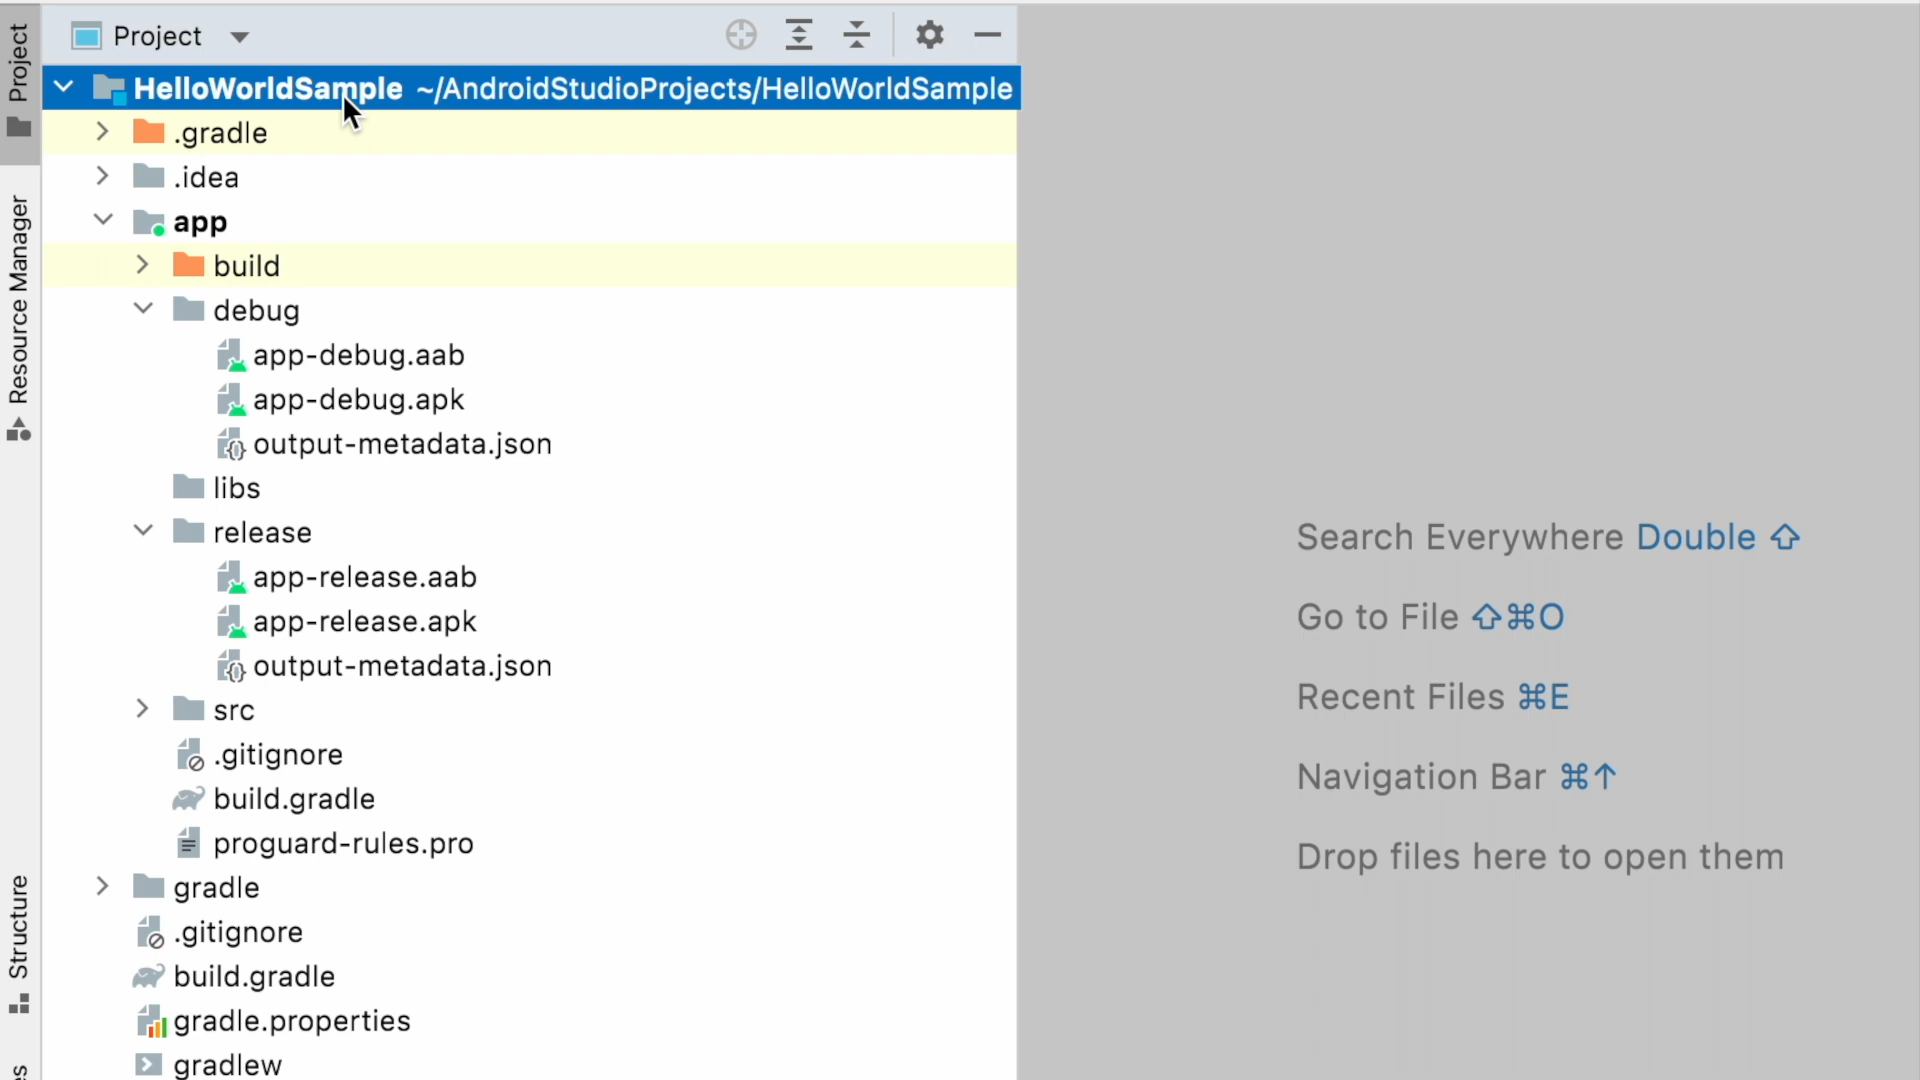 Project
Project
Resource Manager
Structure
HelloWorldSample ~/AndroidStudioProjects/HelloWorldSample
.gradle
.idea
app
build
debug
app-debug.aab
app-debug.apk
output-metadata.json
libs
release
app-release.aab
app-release.apk
output-metadata.json
src
.gitignore
build.gradle
proguard-rules.pro
gradle
.gitignore
build.gradle
gradle.properties
gradlew
Search Everywhere Double ⇧
Go to File ⇧⌘O
Recent Files ⌘E
Navigation Bar ⌘↑
Drop files here to open them